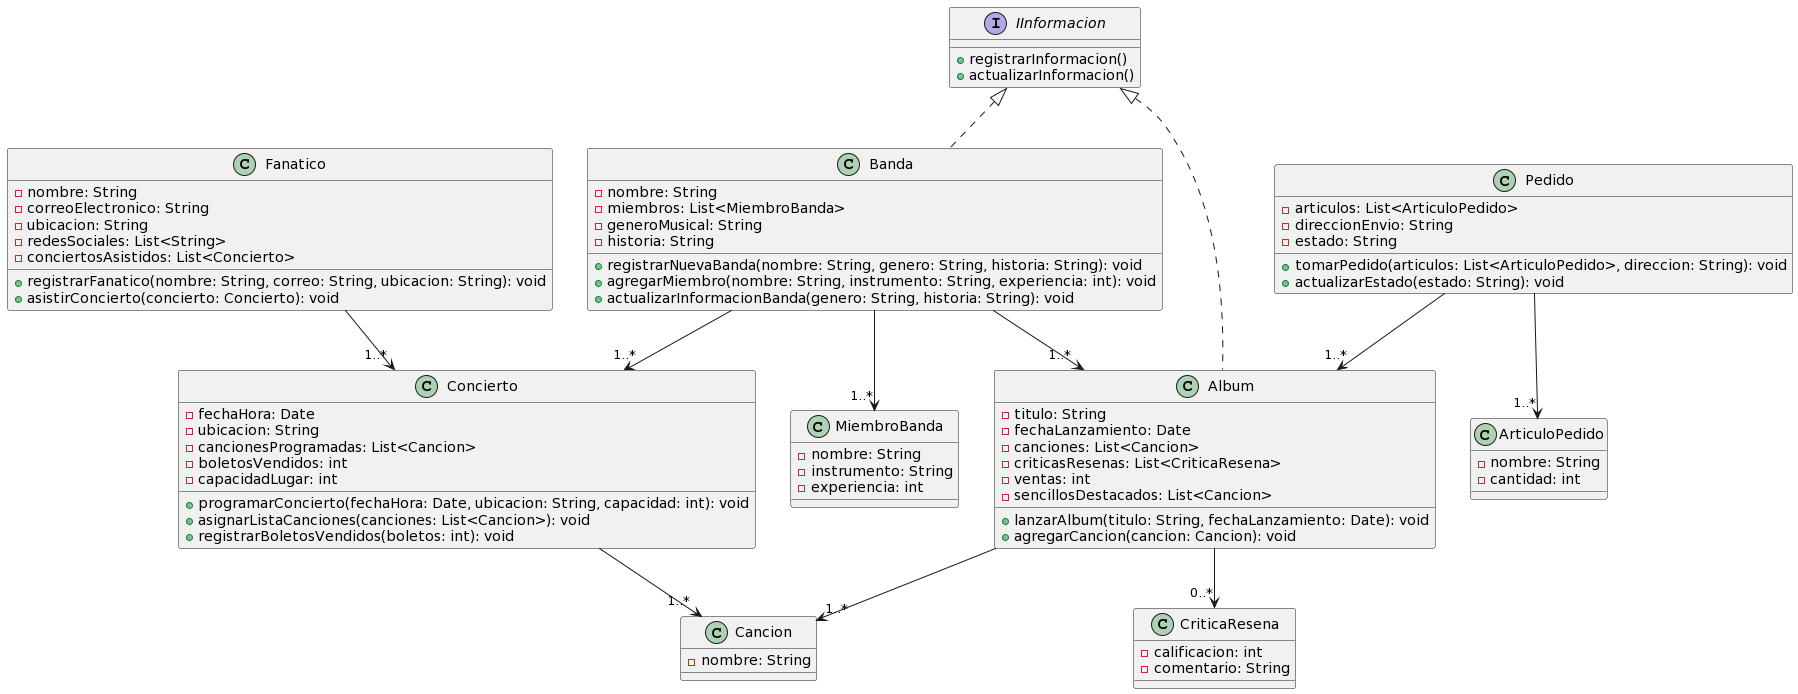 I IInformacion
registrarInformacion()
actualizarInformacion()
C Fanatico
nombre: String
correoElectronico: String
ubicacion: String
redesSociales: List<String>
conciertosAsistidos: List<Concierto>
registrarFanatico(nombre: String, correo: String, ubicacion: String): void
asistirConcierto(concierto: Concierto): void
C Banda
nombre: String
miembros: List<MiembroBanda>
generoMusical: String
historia: String
registrarNuevaBanda(nombre: String, genero: String, historia: String): void
agregarMiembro(nombre: String, instrumento: String, experiencia: int): void
actualizarInformacionBanda(genero: String, historia: String): void
C Pedido
articulos: List<ArticuloPedido>
direccionEnvio: String
estado: String
tomarPedido(articulos: List<ArticuloPedido>, direccion: String): void
actualizarEstado(estado: String): void
1..*
1..*
1..*
1..*
1..*
1..*
C Concierto
fechaHora: Date
ubicacion: String
cancionesProgramadas: List<Cancion>
boletosVendidos: int
capacidadLugar: int
programarConcierto(fechaHora: Date, ubicacion: String, capacidad: int): void
asignarListaCanciones(canciones: List<Cancion>): void
registrarBoletosVendidos(boletos: int): void
C MiembroBanda
nombre: String
instrumento: String
experiencia: int
C Album
titulo: String
fechaLanzamiento: Date
canciones: List<Cancion>
criticasResenas: List<CriticaResena>
ventas: int
sencillosDestacados: List<Cancion>
lanzarAlbum(titulo: String, fechaLanzamiento: Date): void
agregarCancion(cancion: Cancion): void
C ArticuloPedido
nombre: String
cantidad: int
1..*
1..*
0..*
C Cancion
nombre: String
C CriticaResena
calificacion: int
comentario: String